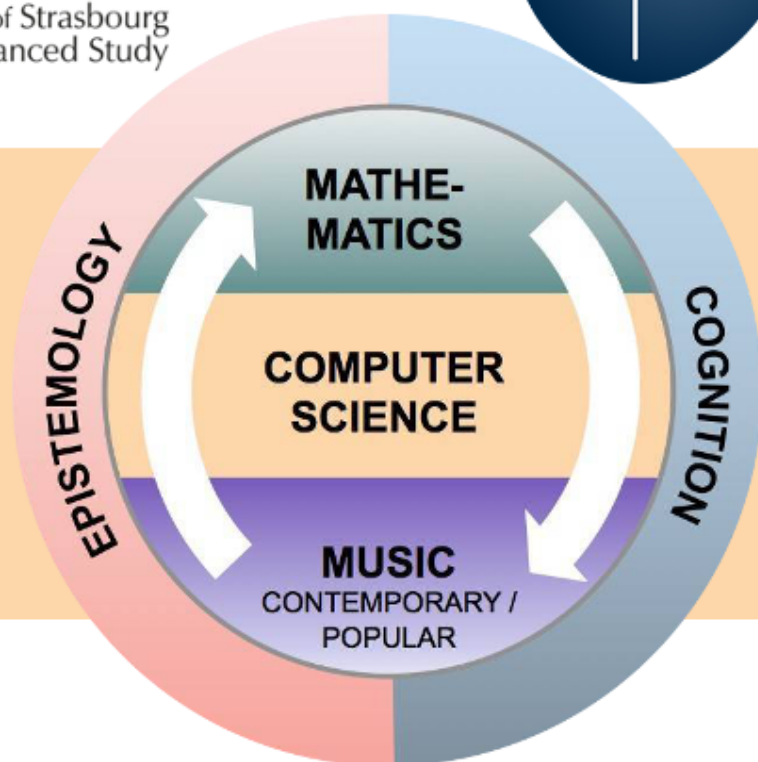 of Strasbourg
anced Study
MATHE-
MATICS
EPISTEMOLOGY
COGNITION
COMPUTER
SCIENCE
MUSIC
CONTEMPORARY /
POPULAR